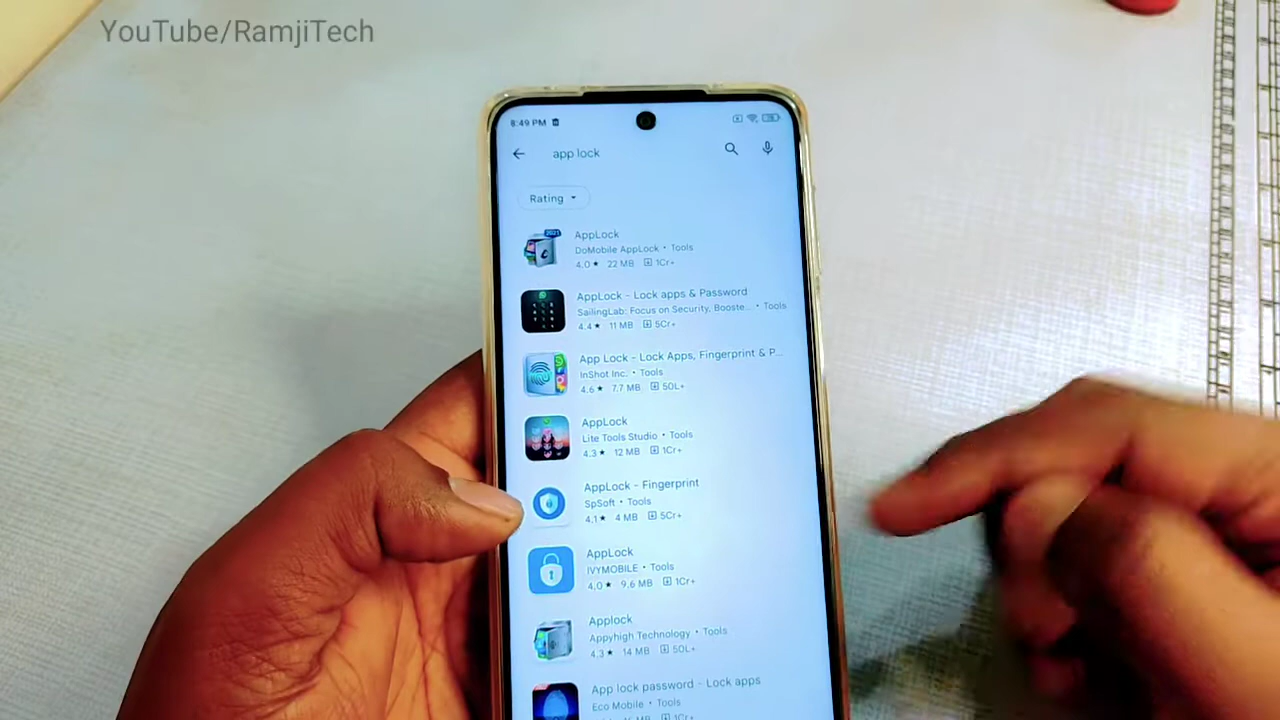 YouTube/RamjiTech
8:49 PM
app lock
Rating
AppLock
DoMobile AppLock • Tools
4.0★ 22 MB 1Cr+
AppLock - Lock apps & Password
SailingLab: Focus on Security, Booste... • Tools
4.4★ 11 MB 5Cr+
App Lock - Lock Apps, Fingerprint & P...
InShot Inc. • Tools
4.6★ 7.7 MB 50L+
AppLock
Lite Tools Studio • Tools
4.3★ 12 MB 1Cr+
AppLock - Fingerprint
SpSoft • Tools
4.1★ 4 MB 5Cr+
AppLock
IVYMOBILE • Tools
4.0★ 9.6 MB 1Cr+
Applock
Appyhigh Technology • Tools
4.3★ 14 MB 50L+
App lock password - Lock apps
Eco Mobile • Tools
MB 1Cr+